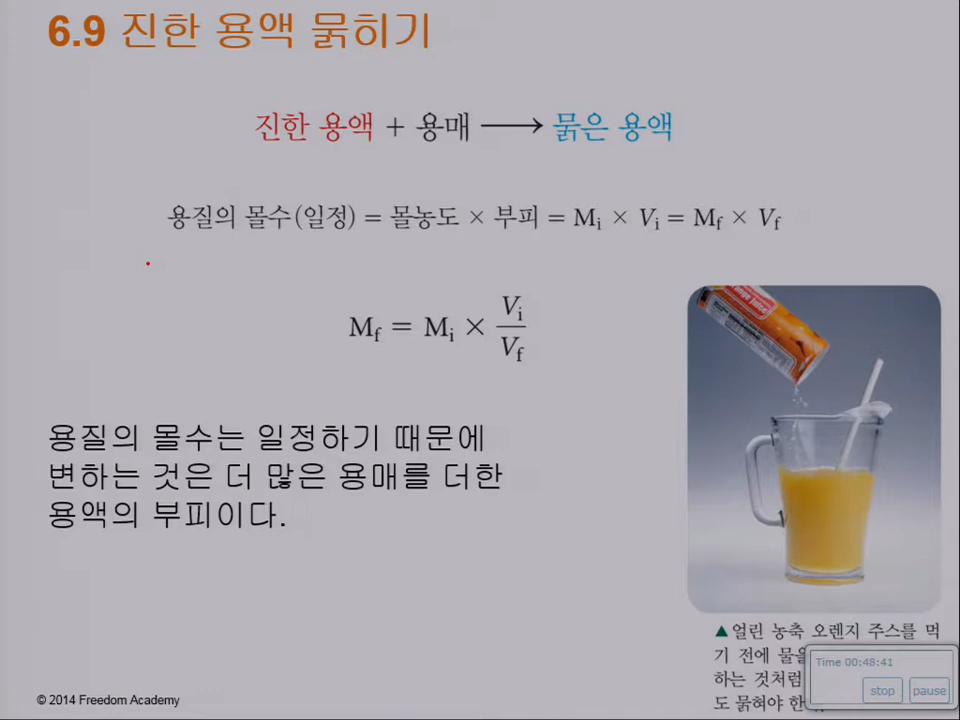 6.9 진한 용액 묽히기
진한 용액 + 용매 ⟶ 묽은 용액
용질의 몰수(일정) = 몰농도 × 부피 = Mi × Vi = Mf × Vf
Mf = Mi × Vi/Vf
용질의 몰수는 일정하기 때문에
변하는 것은 더 많은 용매를 더한
용액의 부피이다.
▲얼린 농축 오렌지 주스를 먹
기 전에 물을
하는 것처럼
도 묽혀야 한
Time 00:48:41
stop pause
© 2014 Freedom Academy